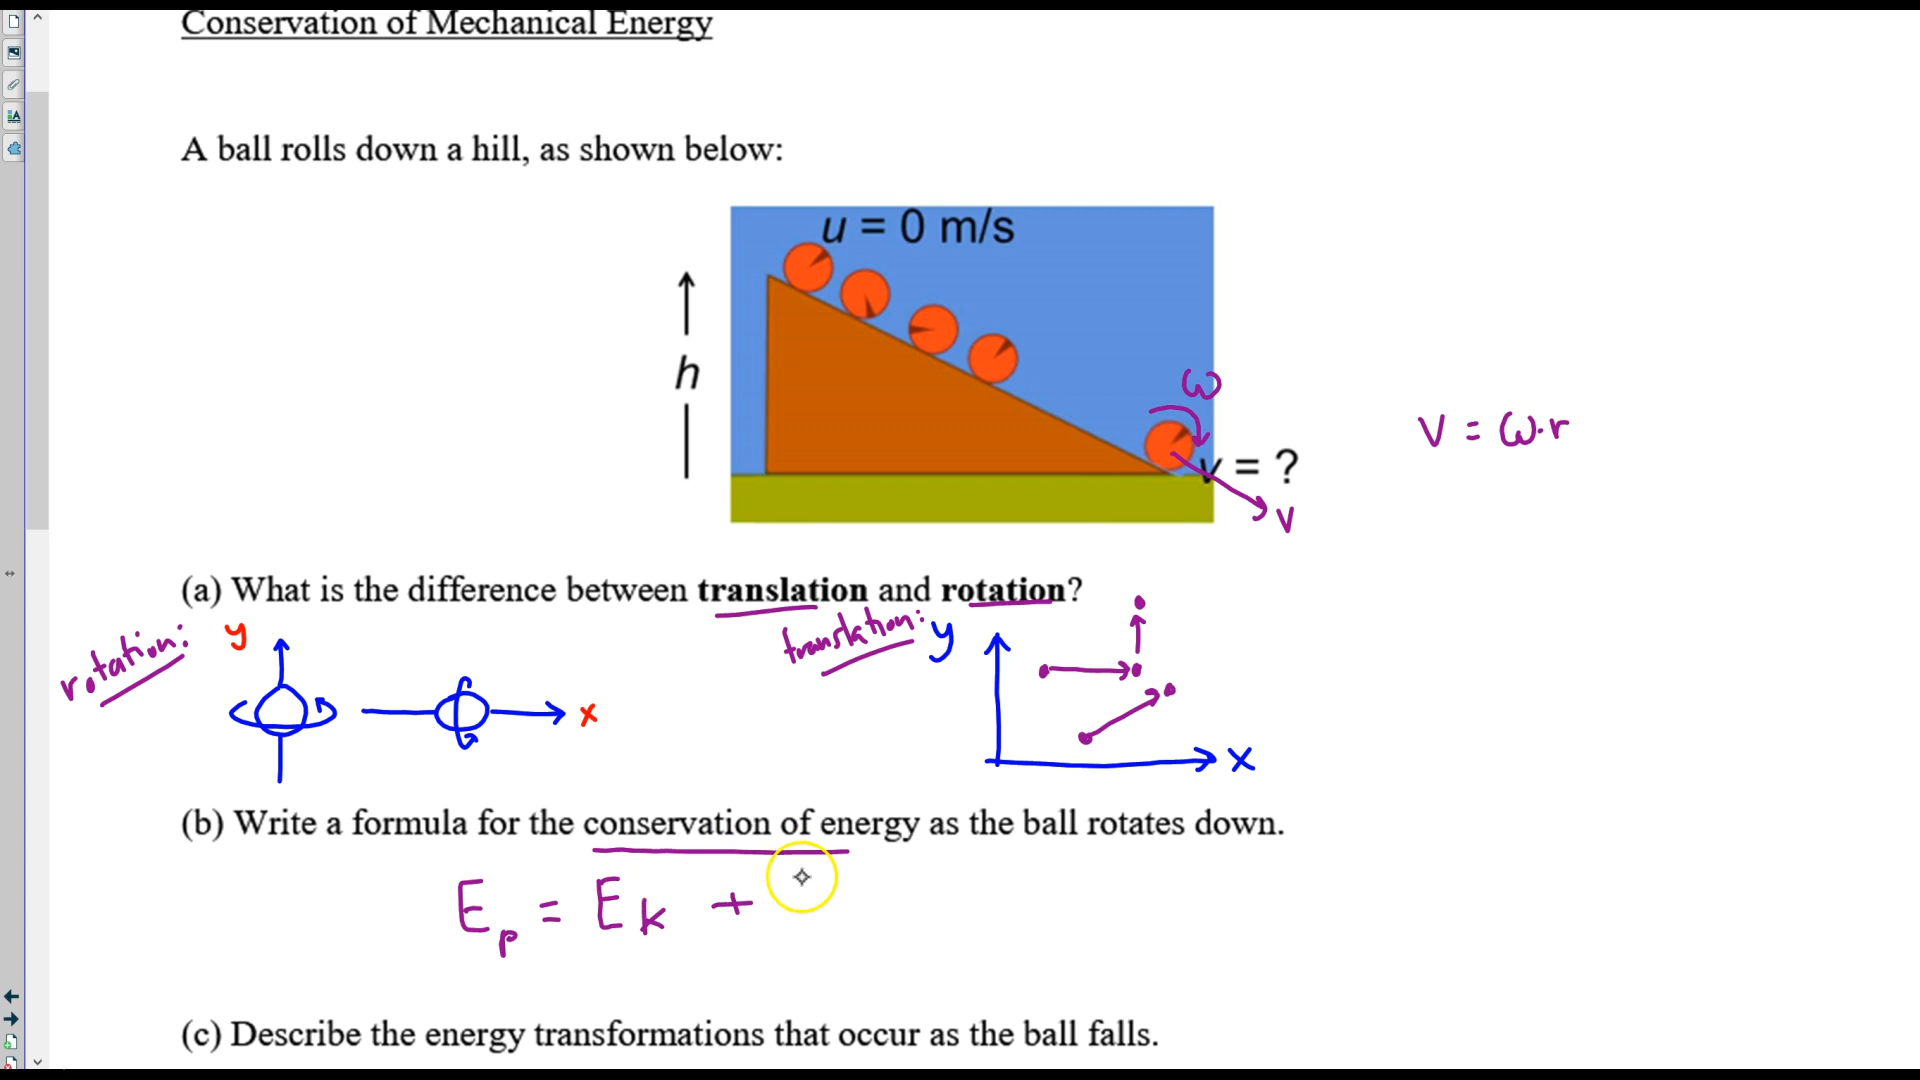 Conservation of Mechanical Energy
A ball rolls down a hill, as shown below:
u = 0 m/s
h
ω
V = ω·r
v = ?
V
(a) What is the difference between translation and rotation?
rotation:
y
x
translation:
y
x
(b) Write a formula for the conservation of energy as the ball rotates down.
Ep = Ek +
(c) Describe the energy transformations that occur as the ball falls.